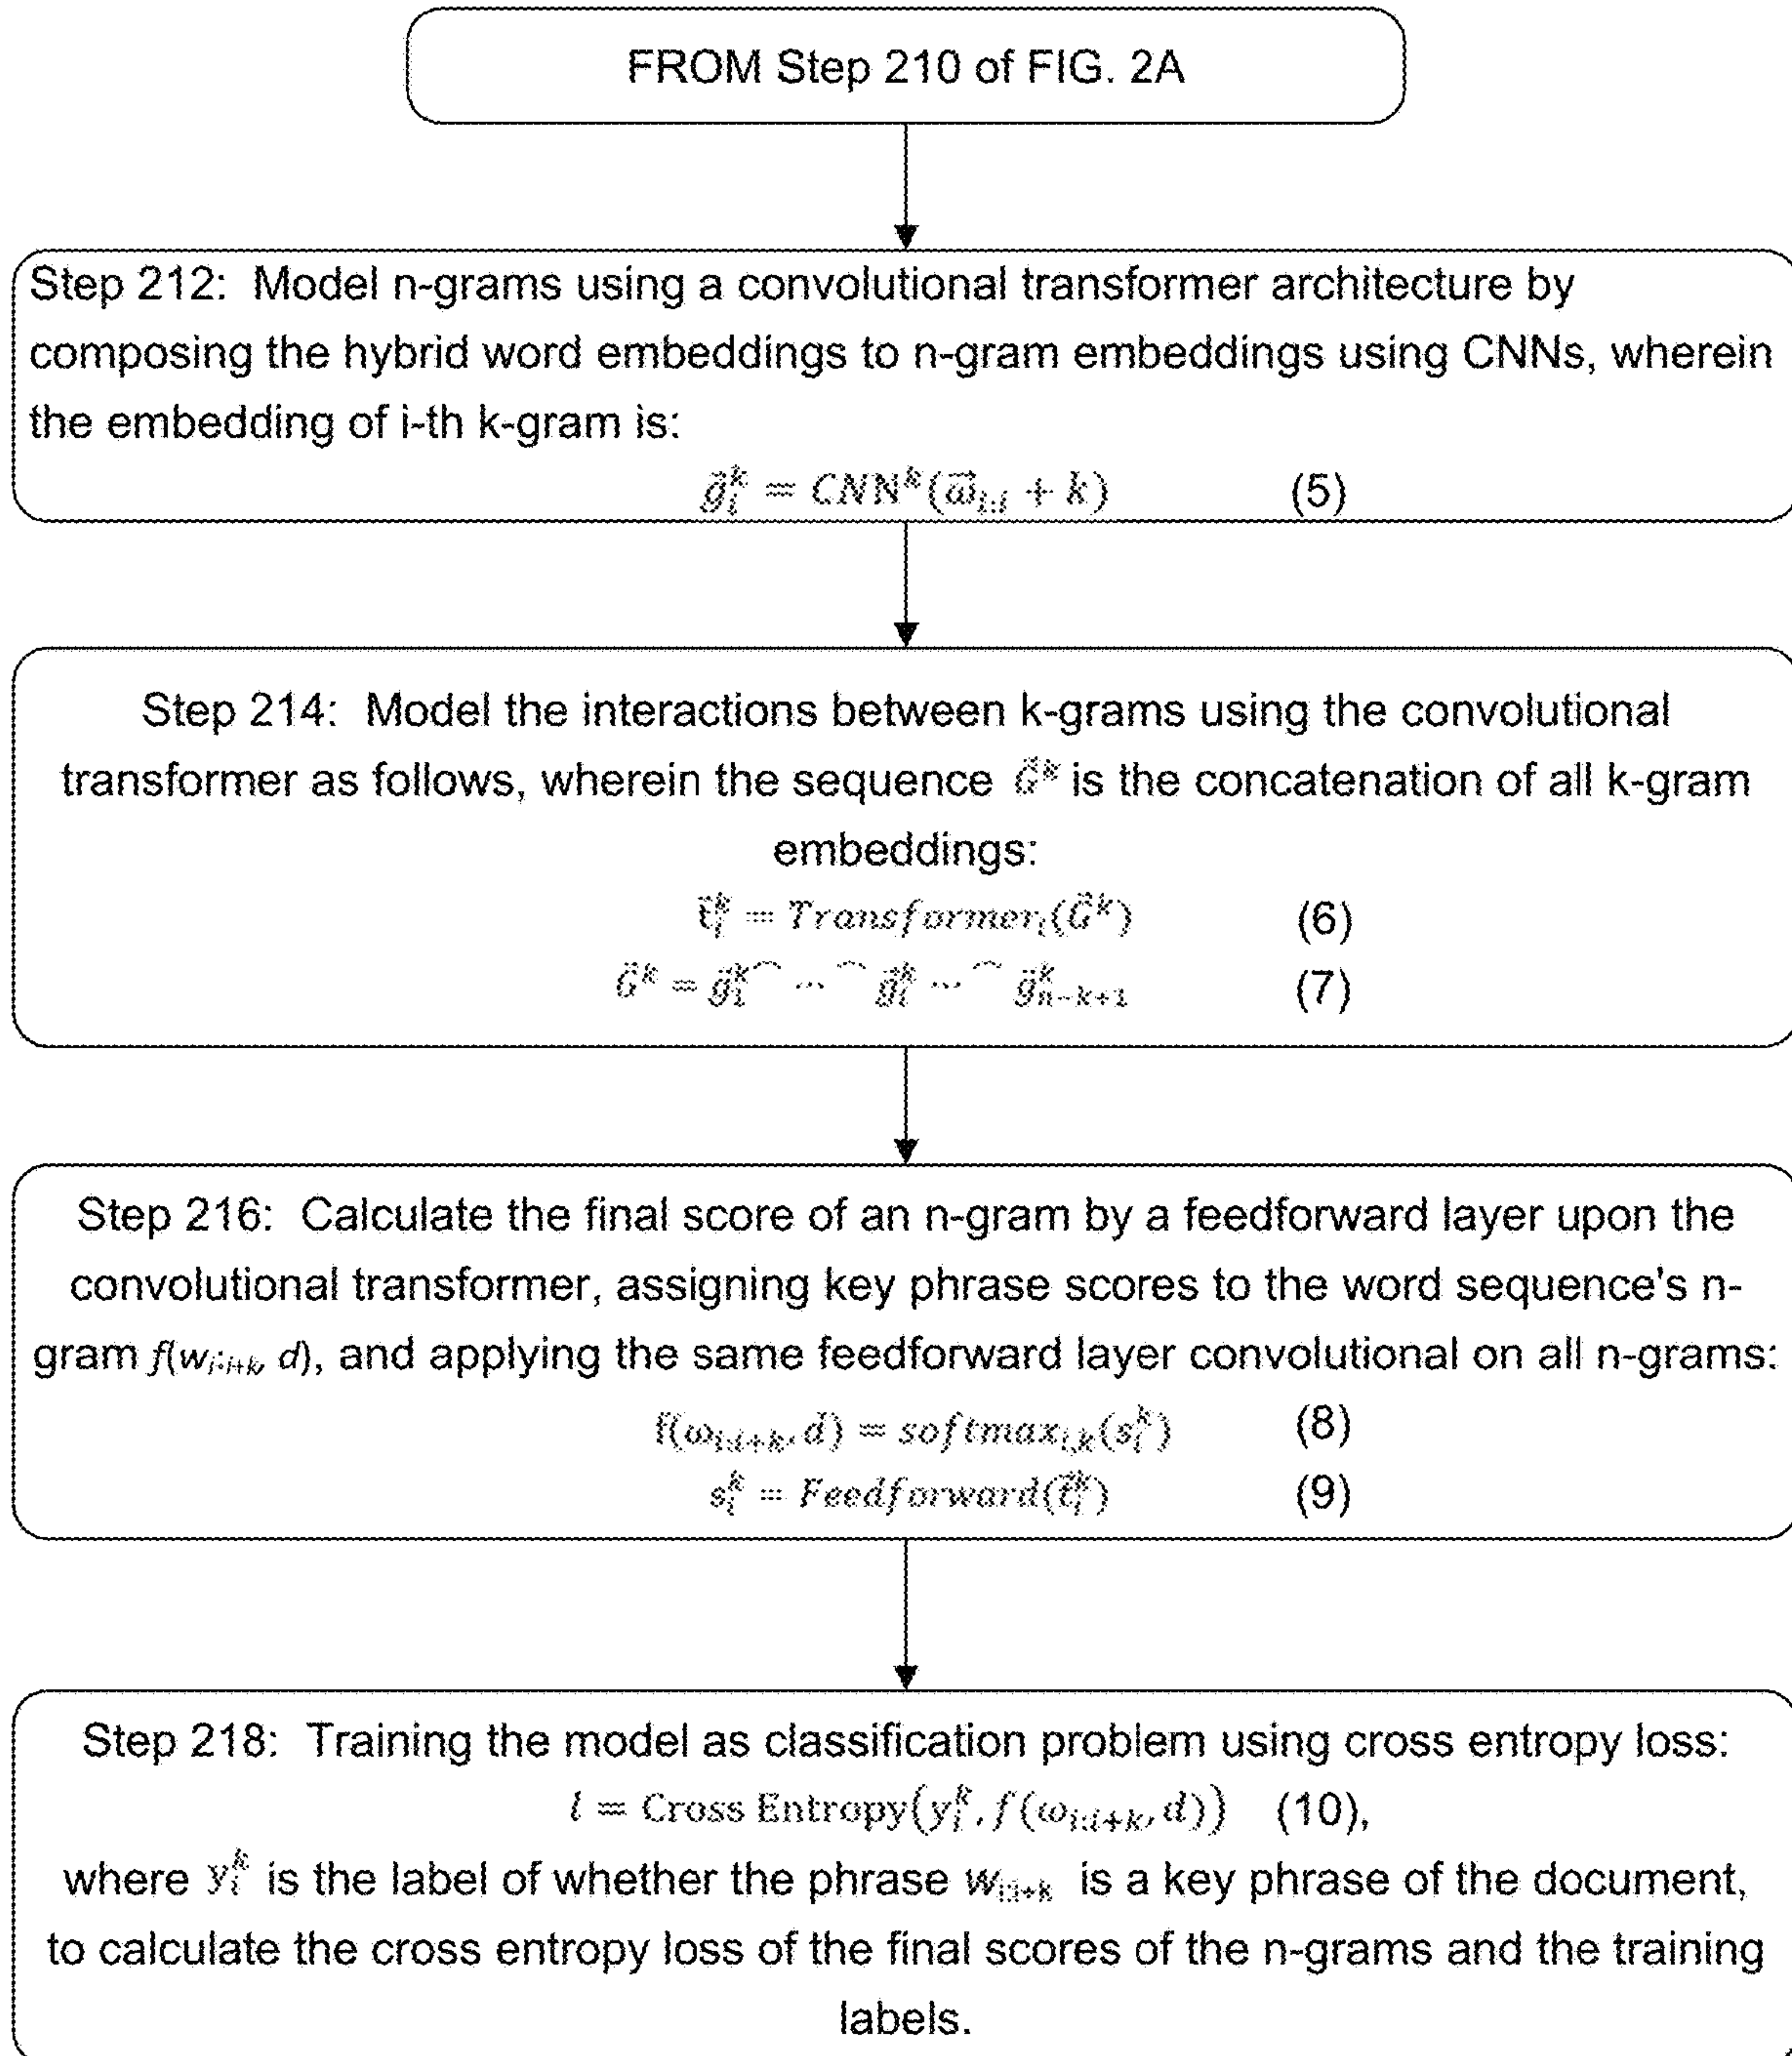 FROM Step 210 of FIG. 2A
Step 212: Model n-grams using a convolutional transformer architecture by
composing the hybrid word embeddings to n-gram embeddings using CNNs, wherein
the embedding of i-th k-gram is:
g⃗ᵢᵏ = CNNᵏ(ω⃗ᵢ:ᵢ + k) (5)
Step 214: Model the interactions between k-grams using the convolutional
transformer as follows, wherein the sequence G⃗ᵏ is the concatenation of all k-gram
embeddings:
t⃗ᵢᵏ = Transformerᵢ(G⃗ᵏ) (6)
G⃗ᵏ = g⃗₁ᵏ⌒ ... ⌒ g⃗ᵢᵏ ... ⌒ g⃗ₙ₋ₖ₊₁ᵏ (7)
Step 216: Calculate the final score of an n-gram by a feedforward layer upon the
convolutional transformer, assigning key phrase scores to the word sequence's n-
gram f(wᵢ:ᵢ₊ₖ, d), and applying the same feedforward layer convolutional on all n-grams:
f(ωᵢ:ᵢ₊ₖ, d) = softmaxᵢ,ₖ(sᵢᵏ) (8)
sᵢᵏ = Feedforward(t⃗ᵢᵏ) (9)
Step 218: Training the model as classification problem using cross entropy loss:
l = Cross Entropy(yᵢᵏ, f(ωᵢ:ᵢ₊ₖ, d)) (10),
where yᵢᵏ is the label of whether the phrase wᵢ:ᵢ₊ₖ is a key phrase of the document,
to calculate the cross entropy loss of the final scores of the n-grams and the training
labels.